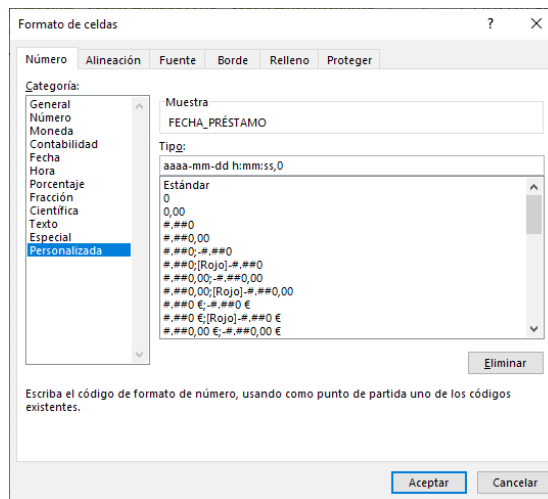 Formato de celdas ? ×
Número Alineación Fuente Borde Relleno Proteger
Categoría:
General
Número
Moneda
Contabilidad
Fecha
Hora
Porcentaje
Fracción
Científica
Texto
Especial
Personalizada
Muestra
FECHA_PRÉSTAMO
Tipo:
aaaa-mm-dd h:mm:ss,0
Estándar
0
0,00
#.##0
#.##0,00
#.##0;-#.##0
#.##0;[Rojo]-#.##0
#.##0,00;-#.##0,00
#.##0,00;[Rojo]-#.##0,00
#.##0 €;-#.##0 €
#.##0 €;[Rojo]-#.##0 €
#.##0,00 €;-#.##0,00 €
Eliminar
Escriba el código de formato de número, usando como punto de partida uno de los códigos
existentes.
Aceptar Cancelar